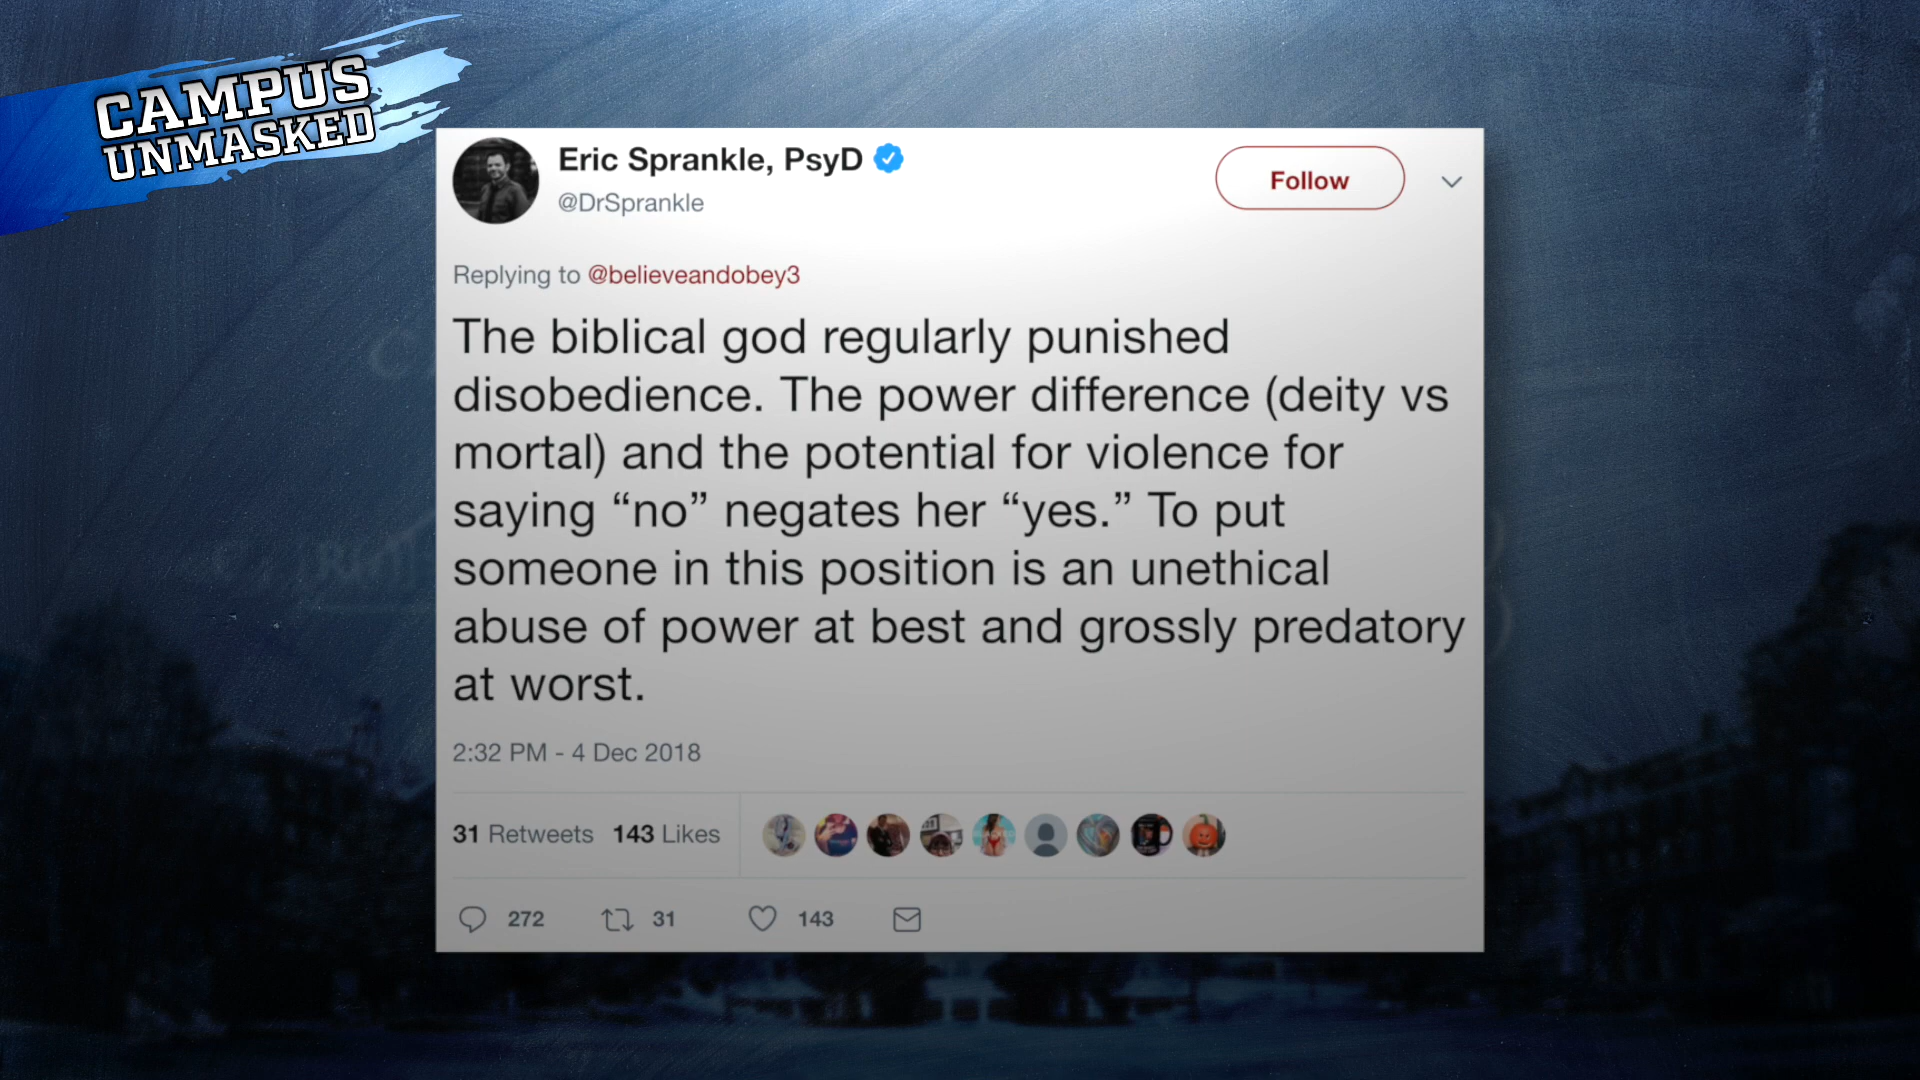 CAMPUS
UNMASKED
Eric Sprankle, PsyD
@DrSprankle
Follow
Replying to @believeandobey3
The biblical god regularly punished
disobedience. The power difference (deity vs
mortal) and the potential for violence for
saying “no” negates her “yes.” To put
someone in this position is an unethical
abuse of power at best and grossly predatory
at worst.
2:32 PM - 4 Dec 2018
31 Retweets 143 Likes
272 31 143